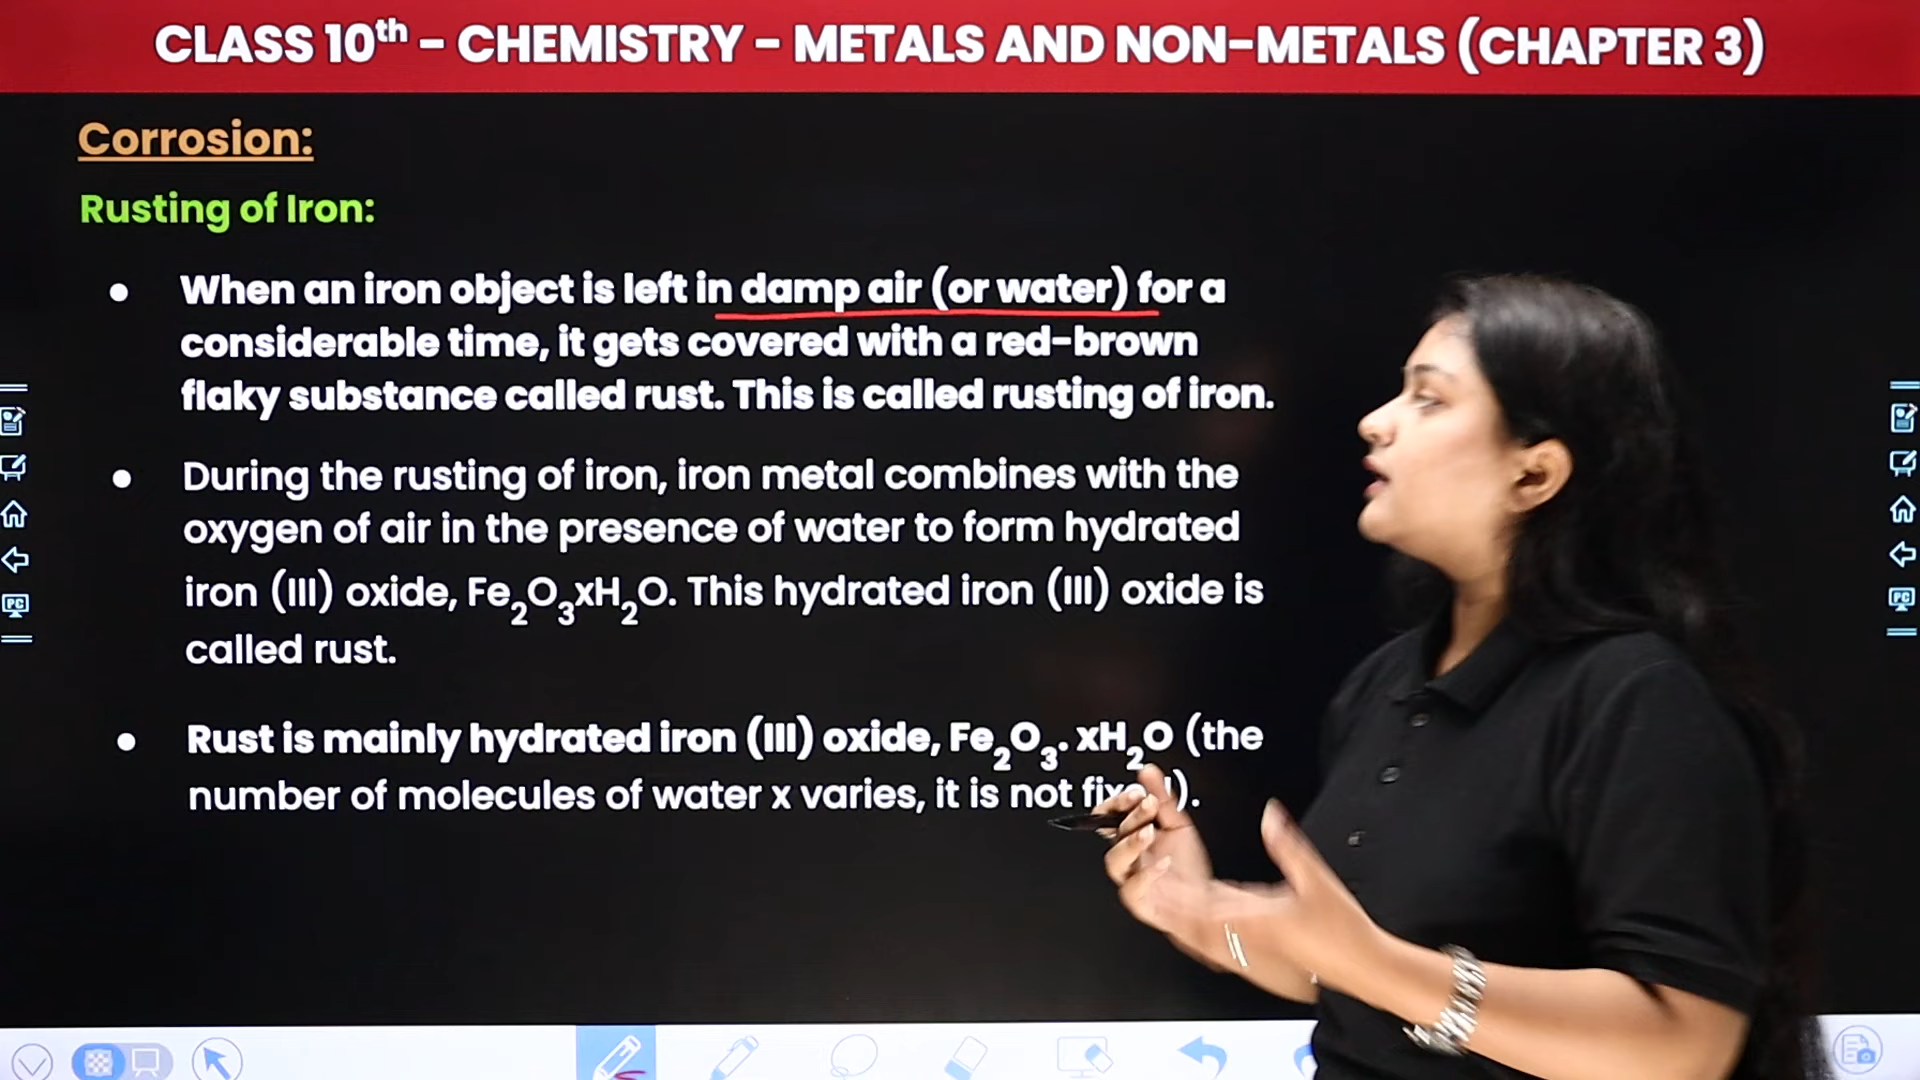 CLASS 10th – CHEMISTRY – METALS AND NON-METALS (CHAPTER 3)
Corrosion:
Rusting of Iron:
● When an iron object is left in damp air (or water) for a
considerable time, it gets covered with a red-brown
flaky substance called rust. This is called rusting of iron.
● During the rusting of iron, iron metal combines with the
oxygen of air in the presence of water to form hydrated
iron (III) oxide, Fe2O3xH2O. This hydrated iron (III) oxide is
called rust.
● Rust is mainly hydrated iron (III) oxide, Fe2O3. xH2O (the
number of molecules of water x varies, it is not
PC
PC